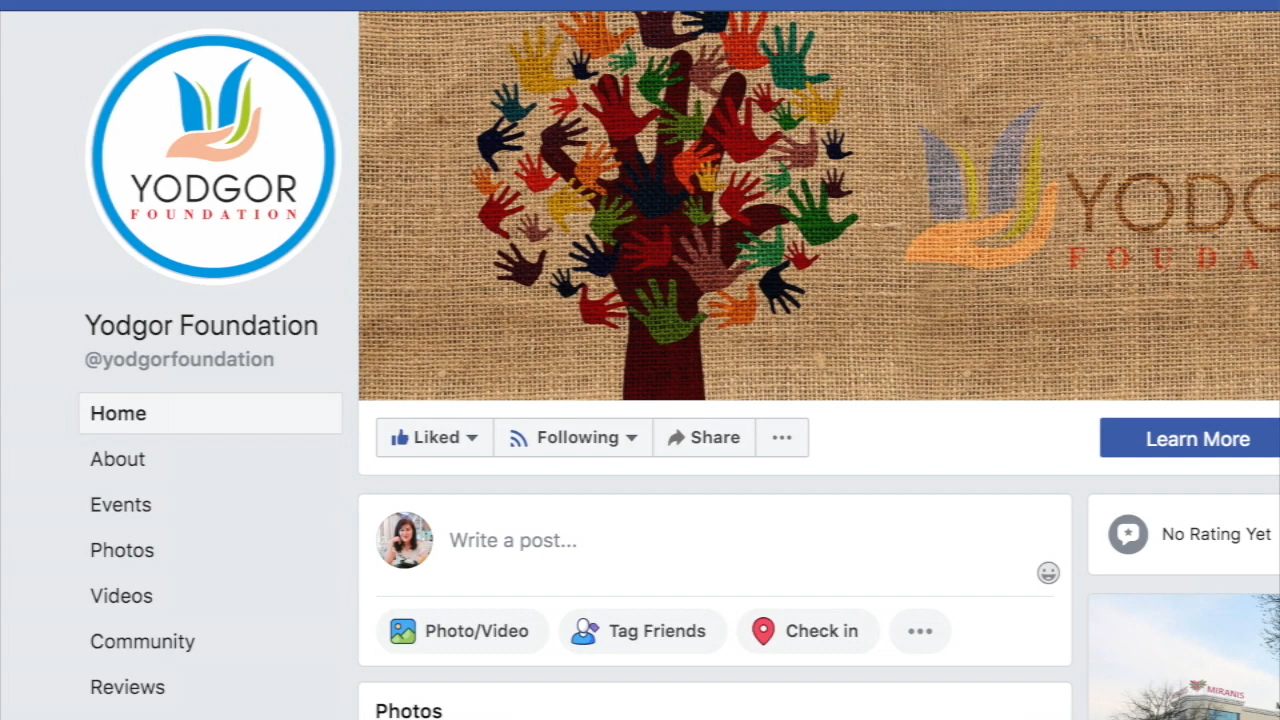 YODGOR
FOUNDATION
YODG
FOUDA
Yodgor Foundation
@yodgorfoundation
Home
About
Events
Photos
Videos
Community
Reviews
Liked
Following
Share
Learn More
Write a post...
No Rating Yet
Photo/Video
Tag Friends
Check in
Photos
MIRANIS